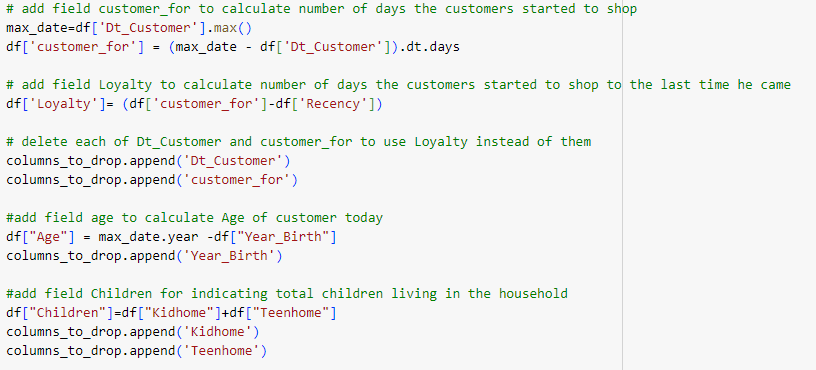 # add field customer_for to calculate number of days the customers started to shop
max_date=df['Dt_Customer'].max()
df['customer_for'] = (max_date - df['Dt_Customer']).dt.days
# add field Loyalty to calculate number of days the customers started to shop to the last time he came
df['Loyalty']= (df['customer_for']-df['Recency'])
# delete each of Dt_Customer and customer_for to use Loyalty instead of them
columns_to_drop.append('Dt_Customer')
columns_to_drop.append('customer_for')
#add field age to calculate Age of customer today
df["Age"] = max_date.year -df["Year_Birth"]
columns_to_drop.append('Year_Birth')
#add field Children for indicating total children living in the household
df["Children"]=df["Kidhome"]+df["Teenhome"]
columns_to_drop.append('Kidhome')
columns_to_drop.append('Teenhome')